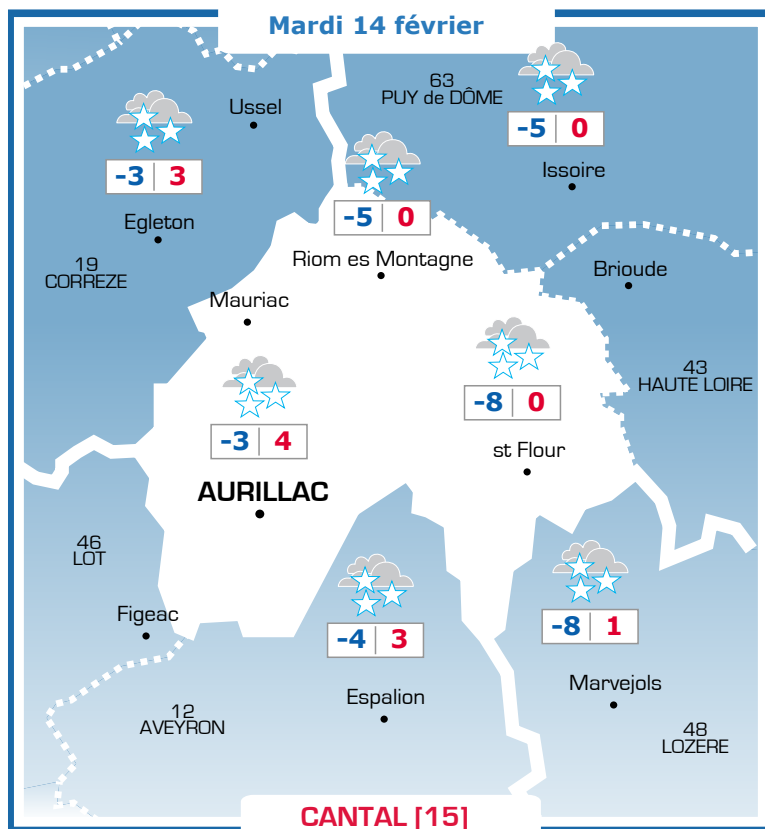 Mardi 14 février
63
PUY de DÔME
Ussel
-5 0
Issoire
-3 3
Egleton
-5 0
Riom es Montagne
19
CORREZE
Brioude
Mauriac
43
HAUTE LOIRE
-8 0
st Flour
-3 4
AURILLAC
46
LOT
Figeac
-4 3
Espalion
-8 1
Marvejols
12
AVEYRON
48
LOZERE
CANTAL [15]